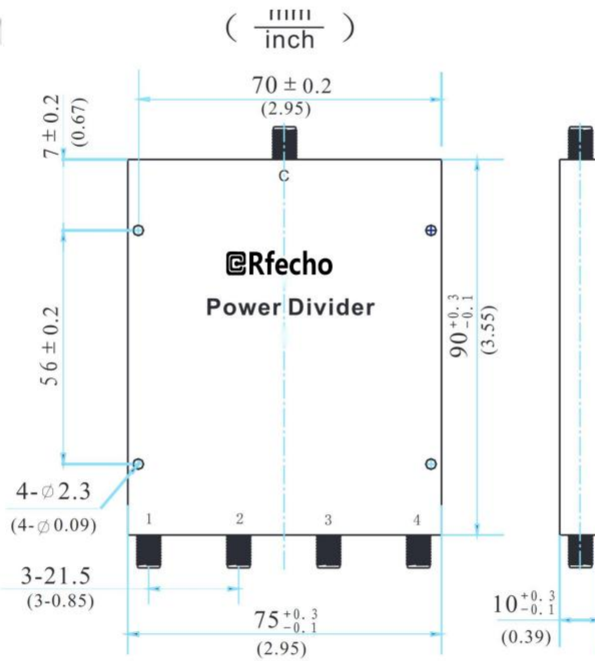 ( mm
inch )
70 ± 0.2
(2.95)
7 ± 0.2
(0.67)
C
Rfecho
Power Divider
56 ± 0.2
90 +0.3 -0.1
(3.55)
4-⌀2.3
(4-⌀0.09)
1 2 3 4
3-21.5
(3-0.85)
75 +0.3 -0.1
(2.95)
10 +0.3 -0.1
(0.39)